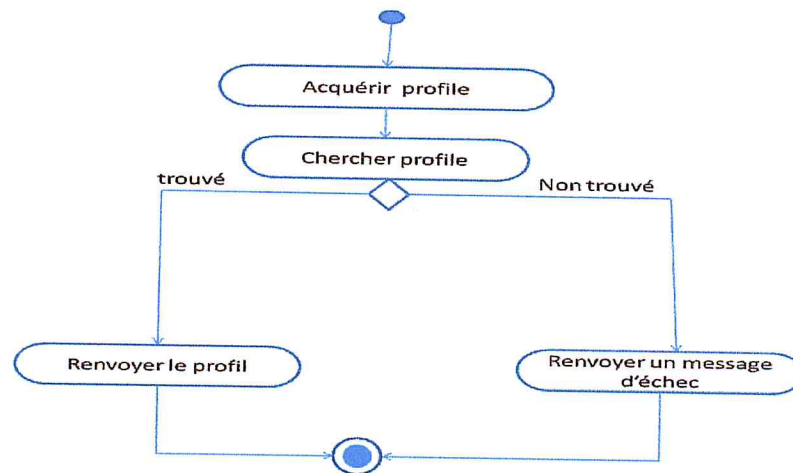 Acquérir profile
Chercher profile
trouvé
Non trouvé
Renvoyer le profil
Renvoyer un message
d'échec